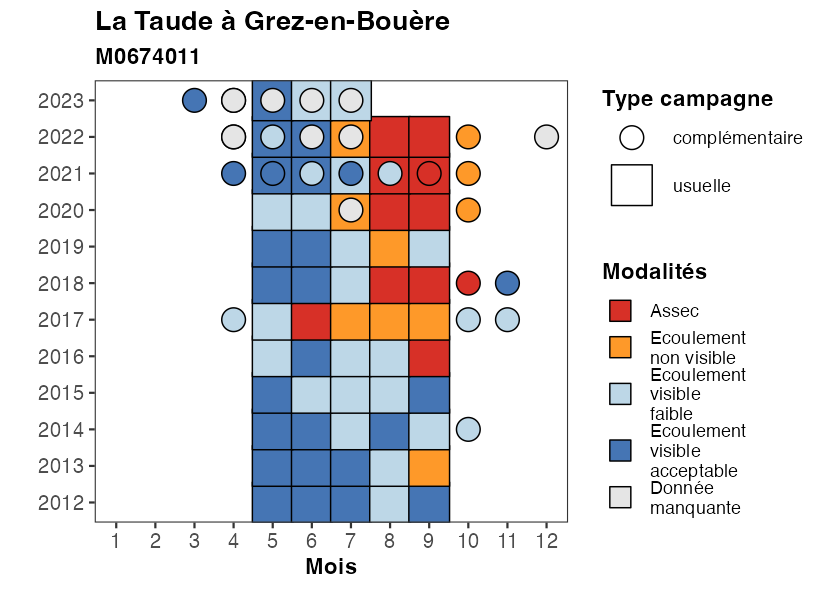 La Taude à Grez-en-Bouère
M0674011
2023
2022
2021
2020
2019
2018
2017
2016
2015
2014
2013
2012
1 2 3 4 5 6 7 8 9 10 11 12
Mois
Type campagne
complémentaire
usuelle
Modalités
Assec
Ecoulement
non visible
Ecoulement
visible
faible
Ecoulement
visible
acceptable
Donnée
manquante